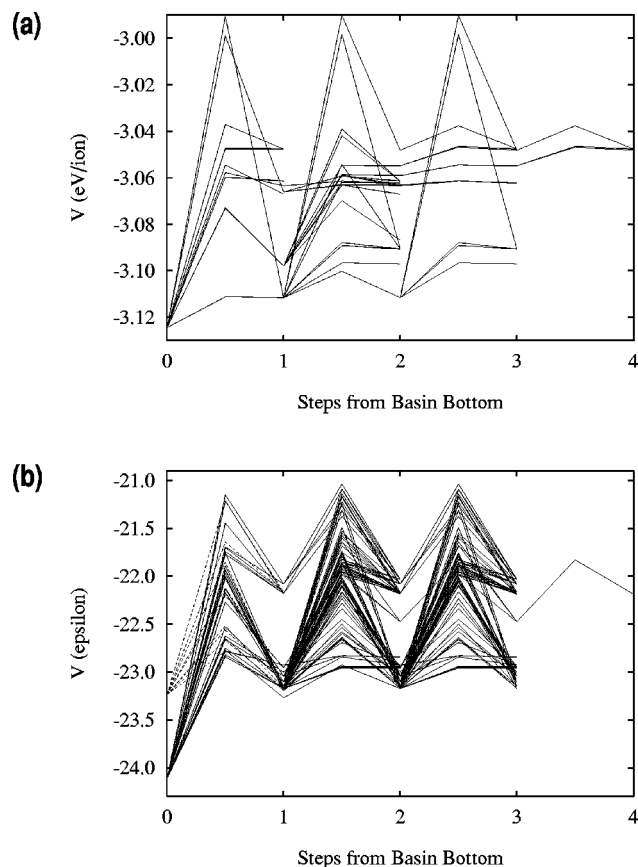 (a)
-3.00
-3.02
-3.04
-3.06
-3.08
-3.10
-3.12
V (eV/ion)
0 1 2 3 4
Steps from Basin Bottom
(b)
-21.0
-21.5
-22.0
-22.5
-23.0
-23.5
-24.0
V (epsilon)
0 1 2 3 4
Steps from Basin Bottom